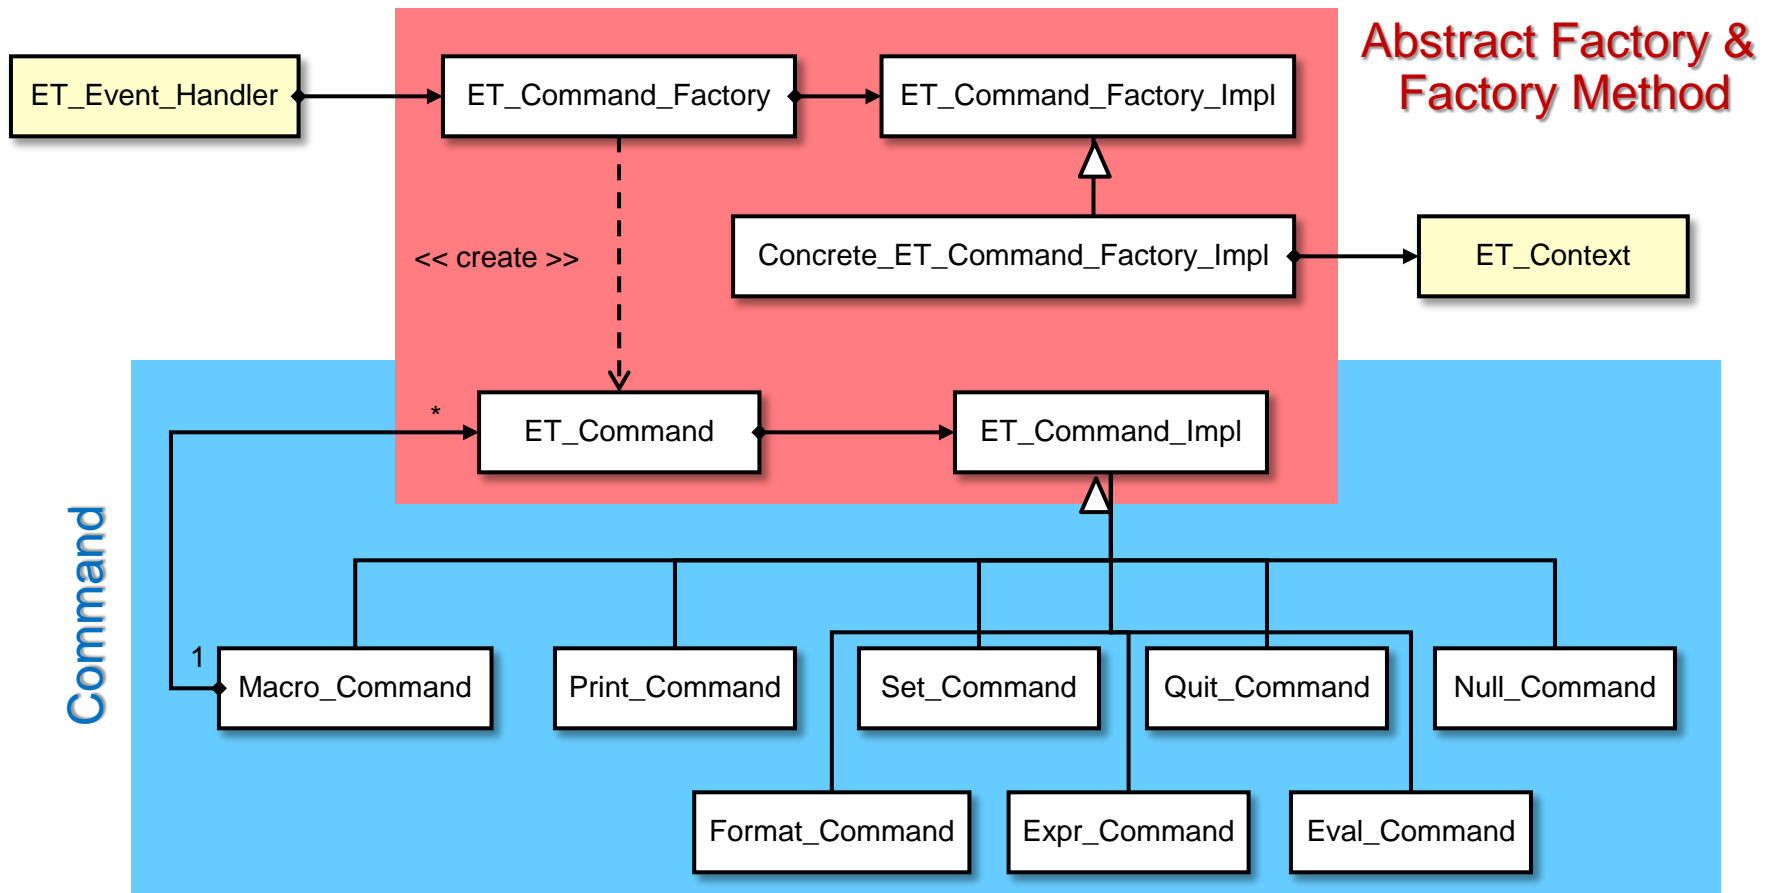 Abstract Factory &
Factory Method
ET_Event_Handler
ET_Command_Factory
ET_Command_Factory_Impl
<< create >>
Concrete_ET_Command_Factory_Impl
ET_Context
*
ET_Command
ET_Command_Impl
Command
1
Macro_Command
Print_Command
Set_Command
Quit_Command
Null_Command
Format_Command
Expr_Command
Eval_Command